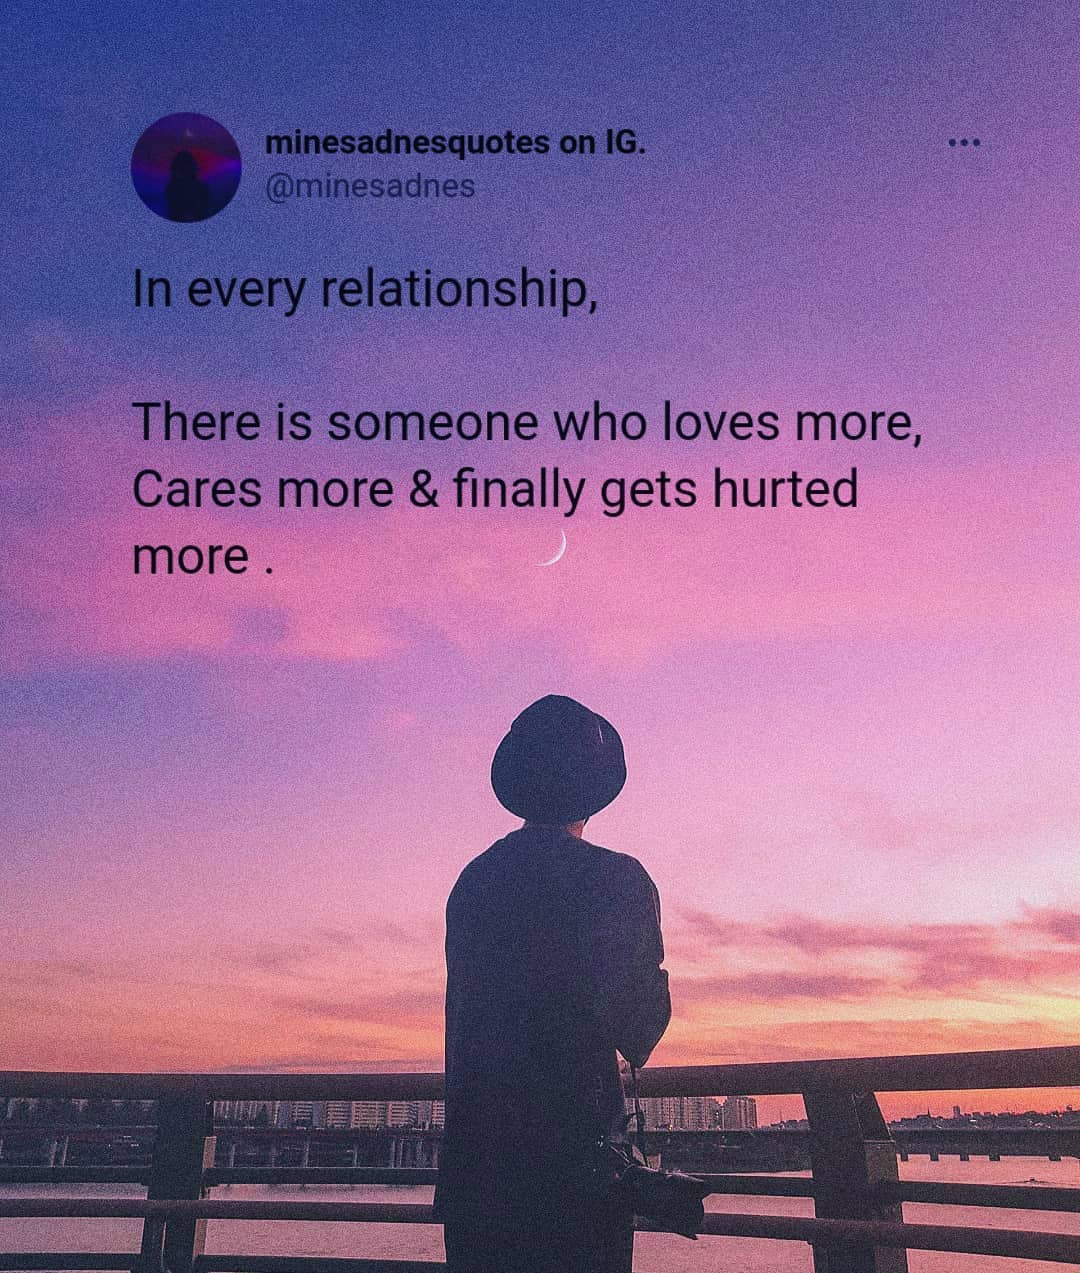 minesadnesquotes on IG.
@minesadnes
In every relationship,
There is someone who loves more,
Cares more & finally gets hurted
more .